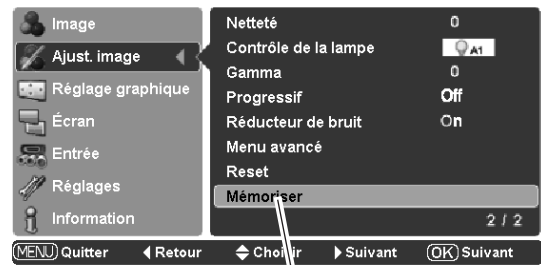 Image
Ajust. image
Réglage graphique
Écran
Entrée
Réglages
Information
Netteté 0
Contrôle de la lampe A1
Gamma 0
Progressif Off
Réducteur de bruit On
Menu avancé
Reset
Mémoriser
2 / 2
MENU Quitter Retour Choisir Suivant OK Suivant